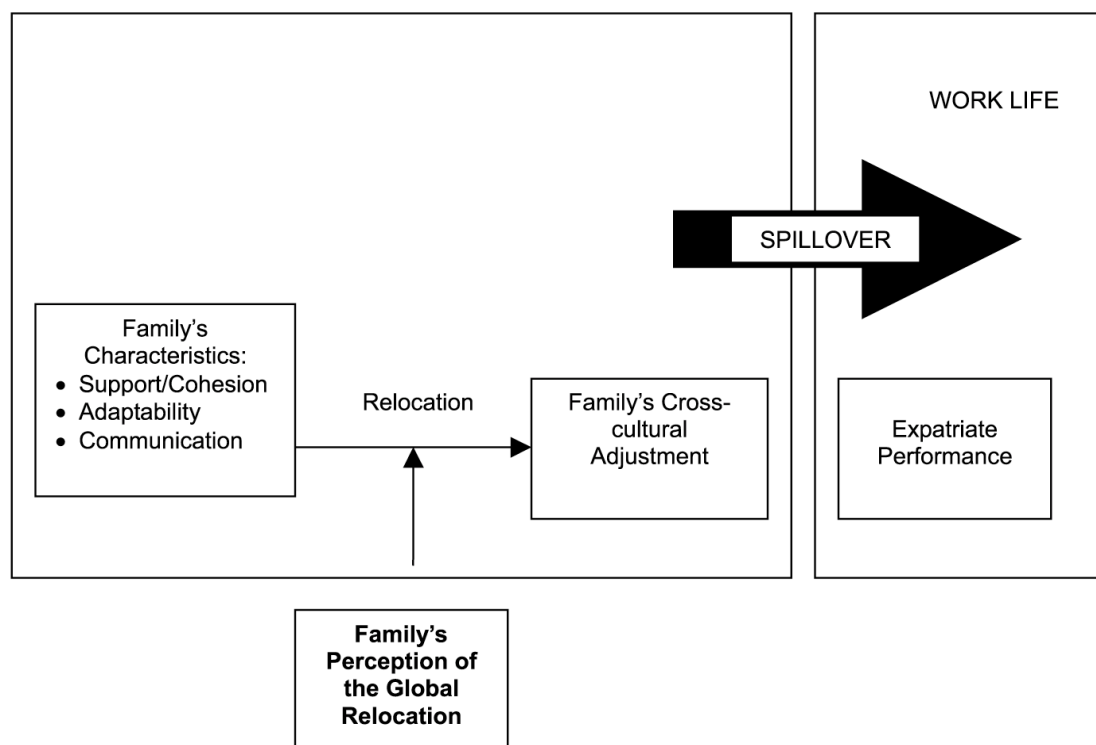 WORK LIFE
SPILLOVER
Family’s
Characteristics:
• Support/Cohesion
• Adaptability
• Communication
Relocation
Family’s Cross-
cultural
Adjustment
Expatriate
Performance
Family’s
Perception of
the Global
Relocation